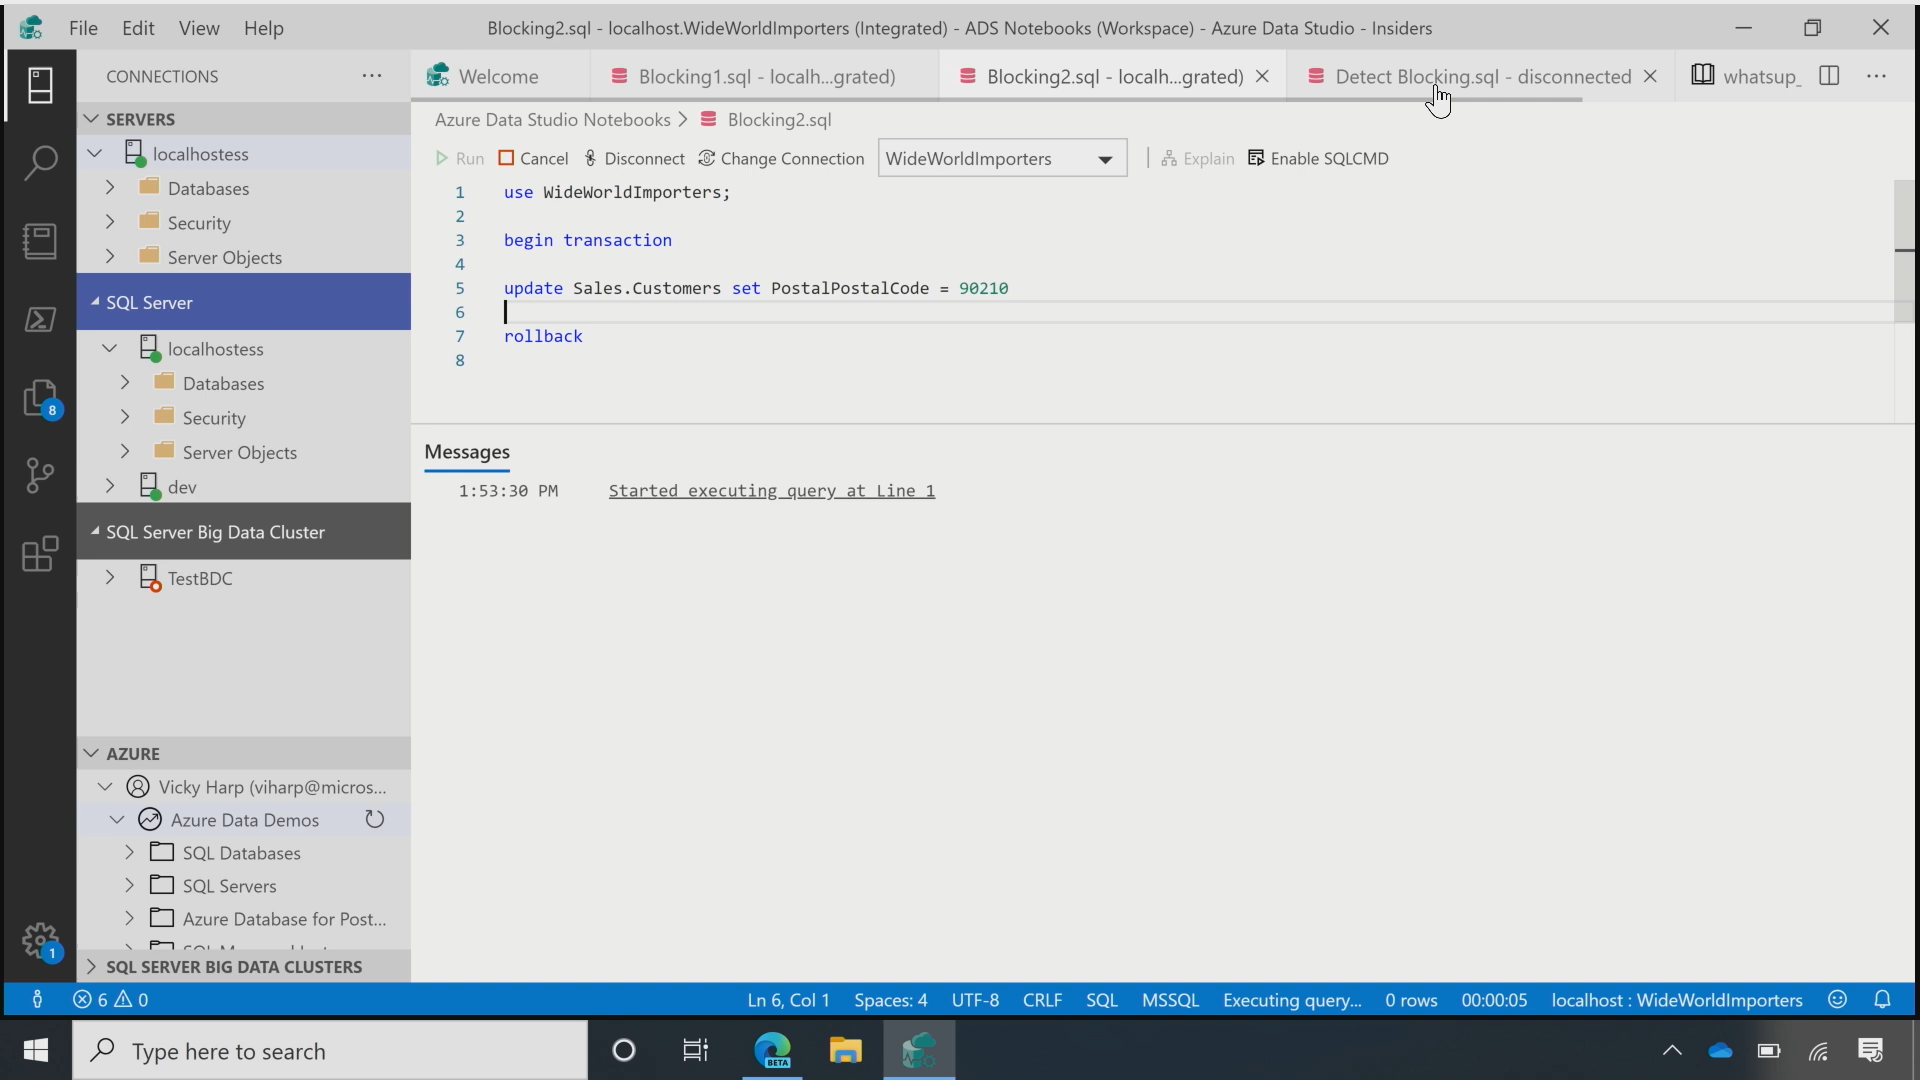 File Edit View Help
Blocking2.sql - localhost.WideWorldImporters (Integrated) - ADS Notebooks (Workspace) - Azure Data Studio - Insiders
CONNECTIONS
Welcome
Blocking1.sql - localh...grated)
Blocking2.sql - localh...grated)
Detect Blocking.sql - disconnected
whatsup_
SERVERS
localhostess
Databases
Security
Server Objects
SQL Server
localhostess
Databases
Security
Server Objects
dev
SQL Server Big Data Cluster
TestBDC
AZURE
Vicky Harp (viharp@micros...
Azure Data Demos
SQL Databases
SQL Servers
Azure Database for Post...
SQL SERVER BIG DATA CLUSTERS
Azure Data Studio Notebooks > Blocking2.sql
Run Cancel Disconnect Change Connection WideWorldImporters Explain Enable SQLCMD
1 use WideWorldImporters;
2
3 begin transaction
4
5 update Sales.Customers set PostalPostalCode = 90210
6
7 rollback
8
Messages
1:53:30 PM Started executing query at Line 1
8
1
6 0
Ln 6, Col 1 Spaces: 4 UTF-8 CRLF SQL MSSQL Executing query... 0 rows 00:00:05 localhost : WideWorldImporters
Type here to search
BETA